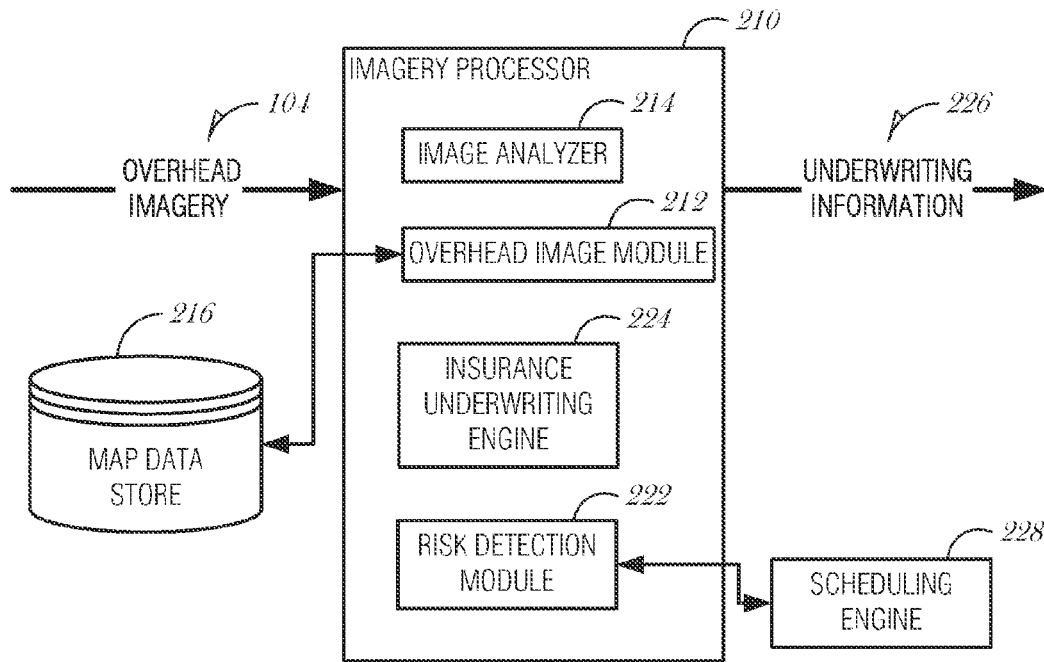 210
IMAGERY PROCESSOR
104
214
226
OVERHEAD
IMAGERY
IMAGE ANALYZER
UNDERWRITING
INFORMATION
212
OVERHEAD IMAGE MODULE
216
224
MAP DATA
STORE
INSURANCE
UNDERWRITING
ENGINE
222
RISK DETECTION
MODULE
228
SCHEDULING
ENGINE